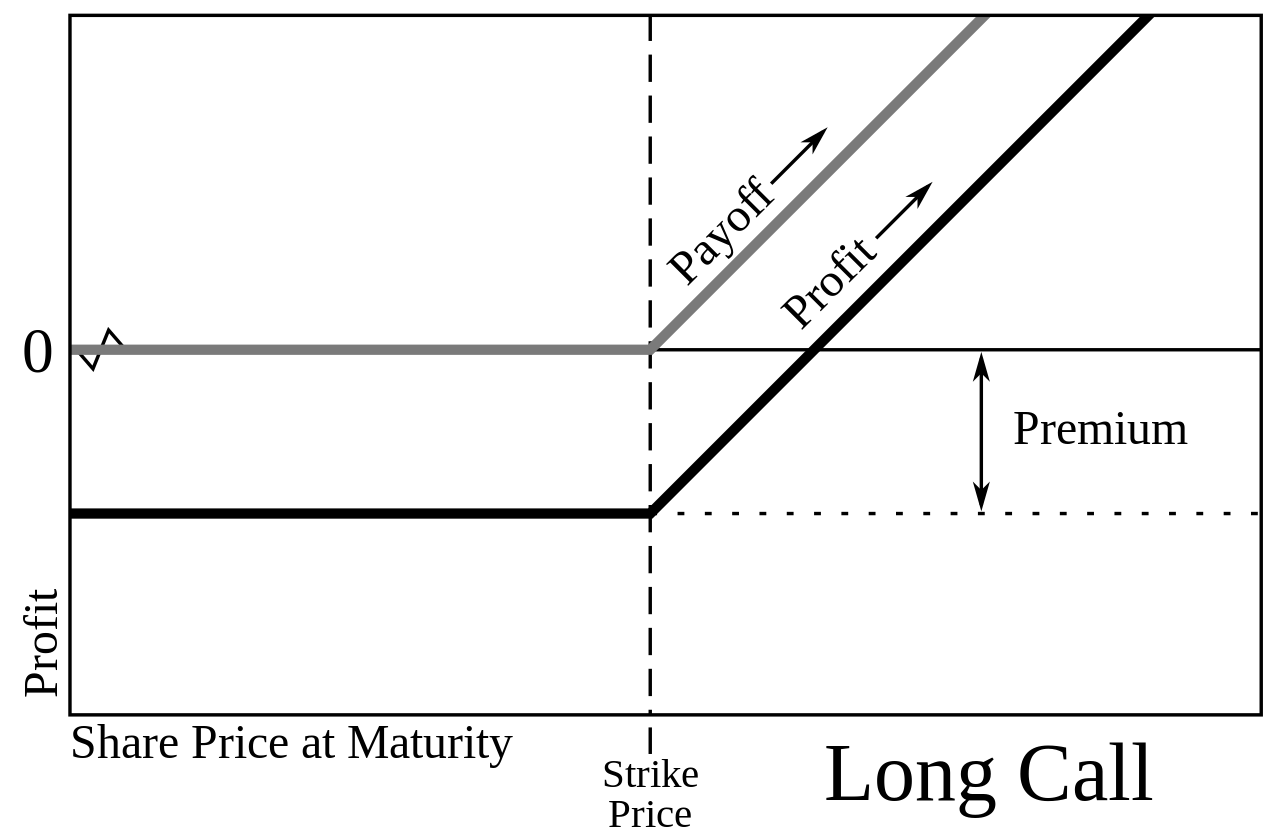 Payoff
Profit
0
Premium
Profit
Share Price at Maturity
Strike
Price
Long Call